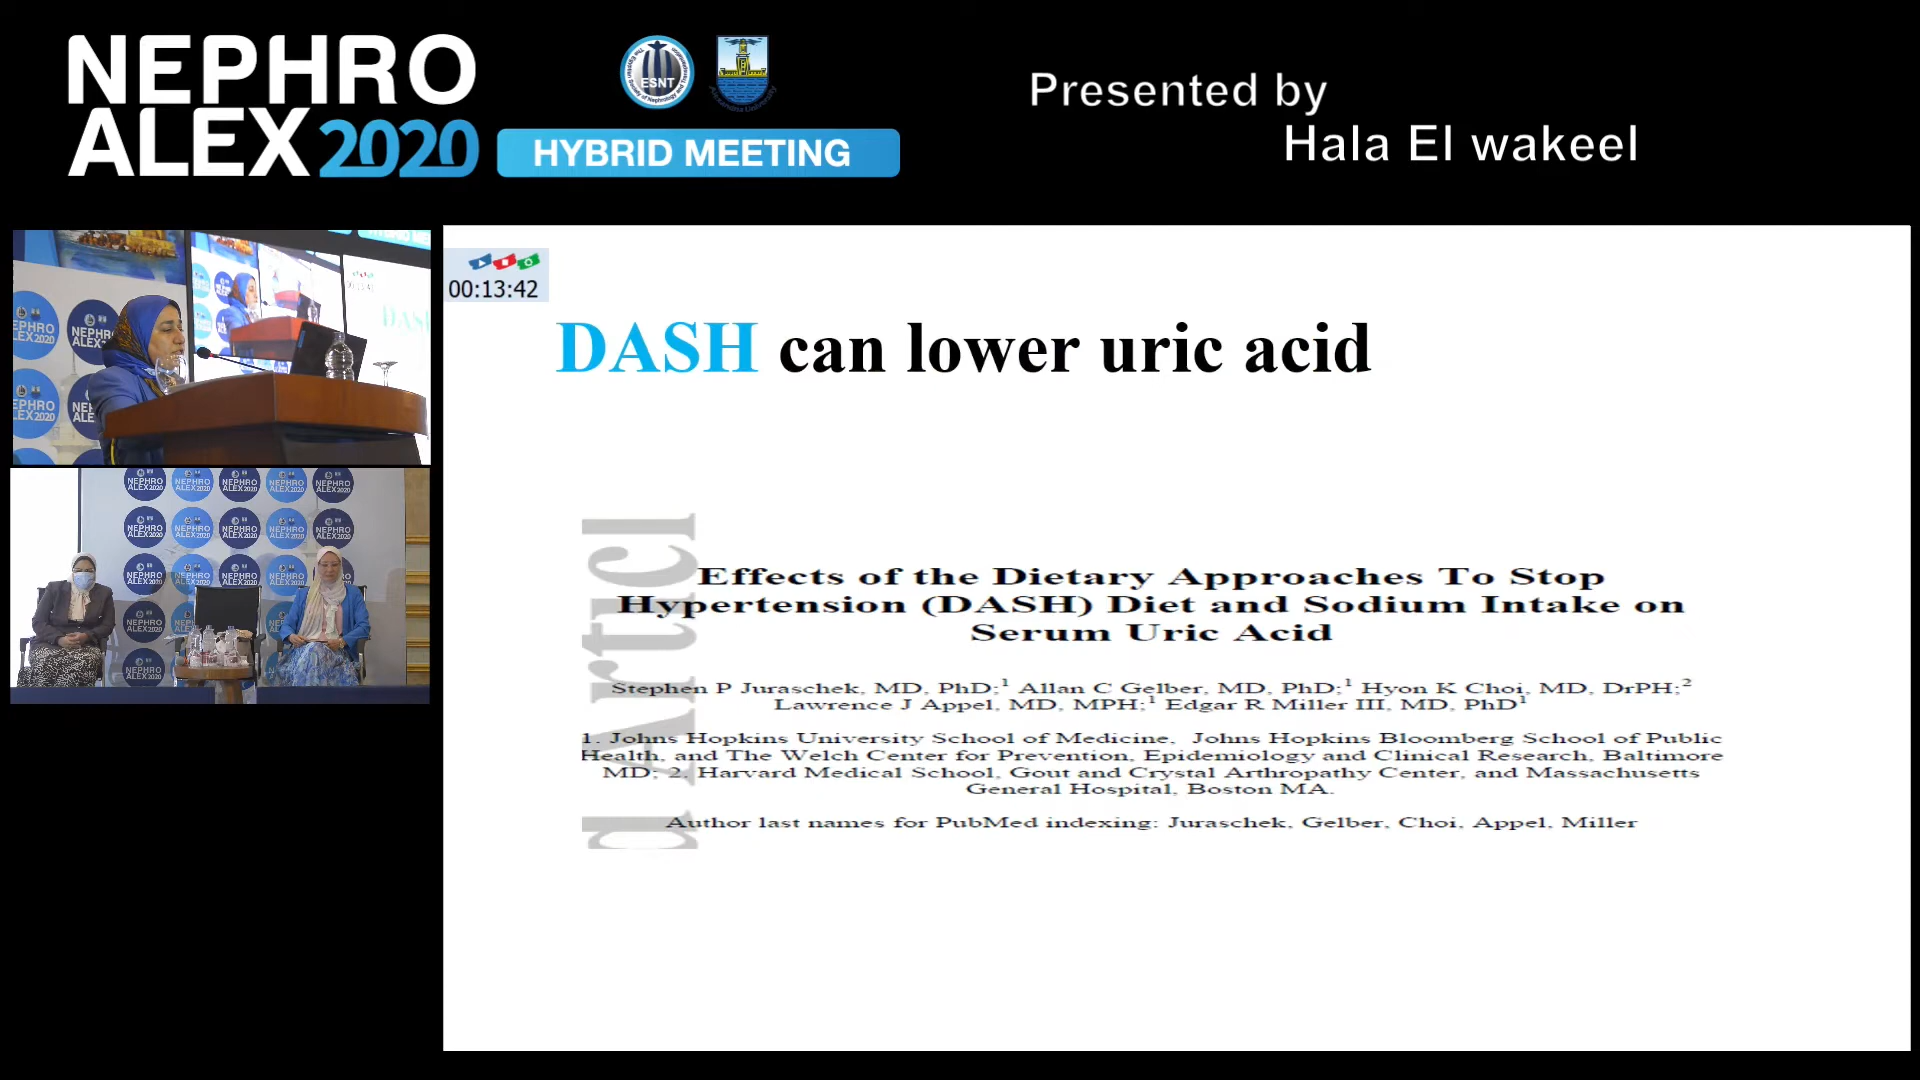 NEPHRO
ALEX 2020
HYBRID MEETING
ESNT
Presented by
Hala El wakeel
00:13:42
DASH can lower uric acid
Effects of the Dietary Approaches To Stop
Hypertension (DASH) Diet and Sodium Intake on
Serum Uric Acid
Stephen P Juraschek, MD, PhD;1 Allan C Gelber, MD, PhD;1 Hyon K Choi, MD, DrPH;2
Lawrence J Appel, MD, MPH;1 Edgar R Miller III, MD, PhD1
1. Johns Hopkins University School of Medicine, Johns Hopkins Bloomberg School of Public
Health, and The Welch Center for Prevention, Epidemiology and Clinical Research, Baltimore
MD; 2. Harvard Medical School, Gout and Crystal Arthropathy Center, and Massachusetts
General Hospital, Boston MA.
Author last names for PubMed indexing: Juraschek, Gelber, Choi, Appel, Miller
d Articl
NEPHRO
ALEX2020